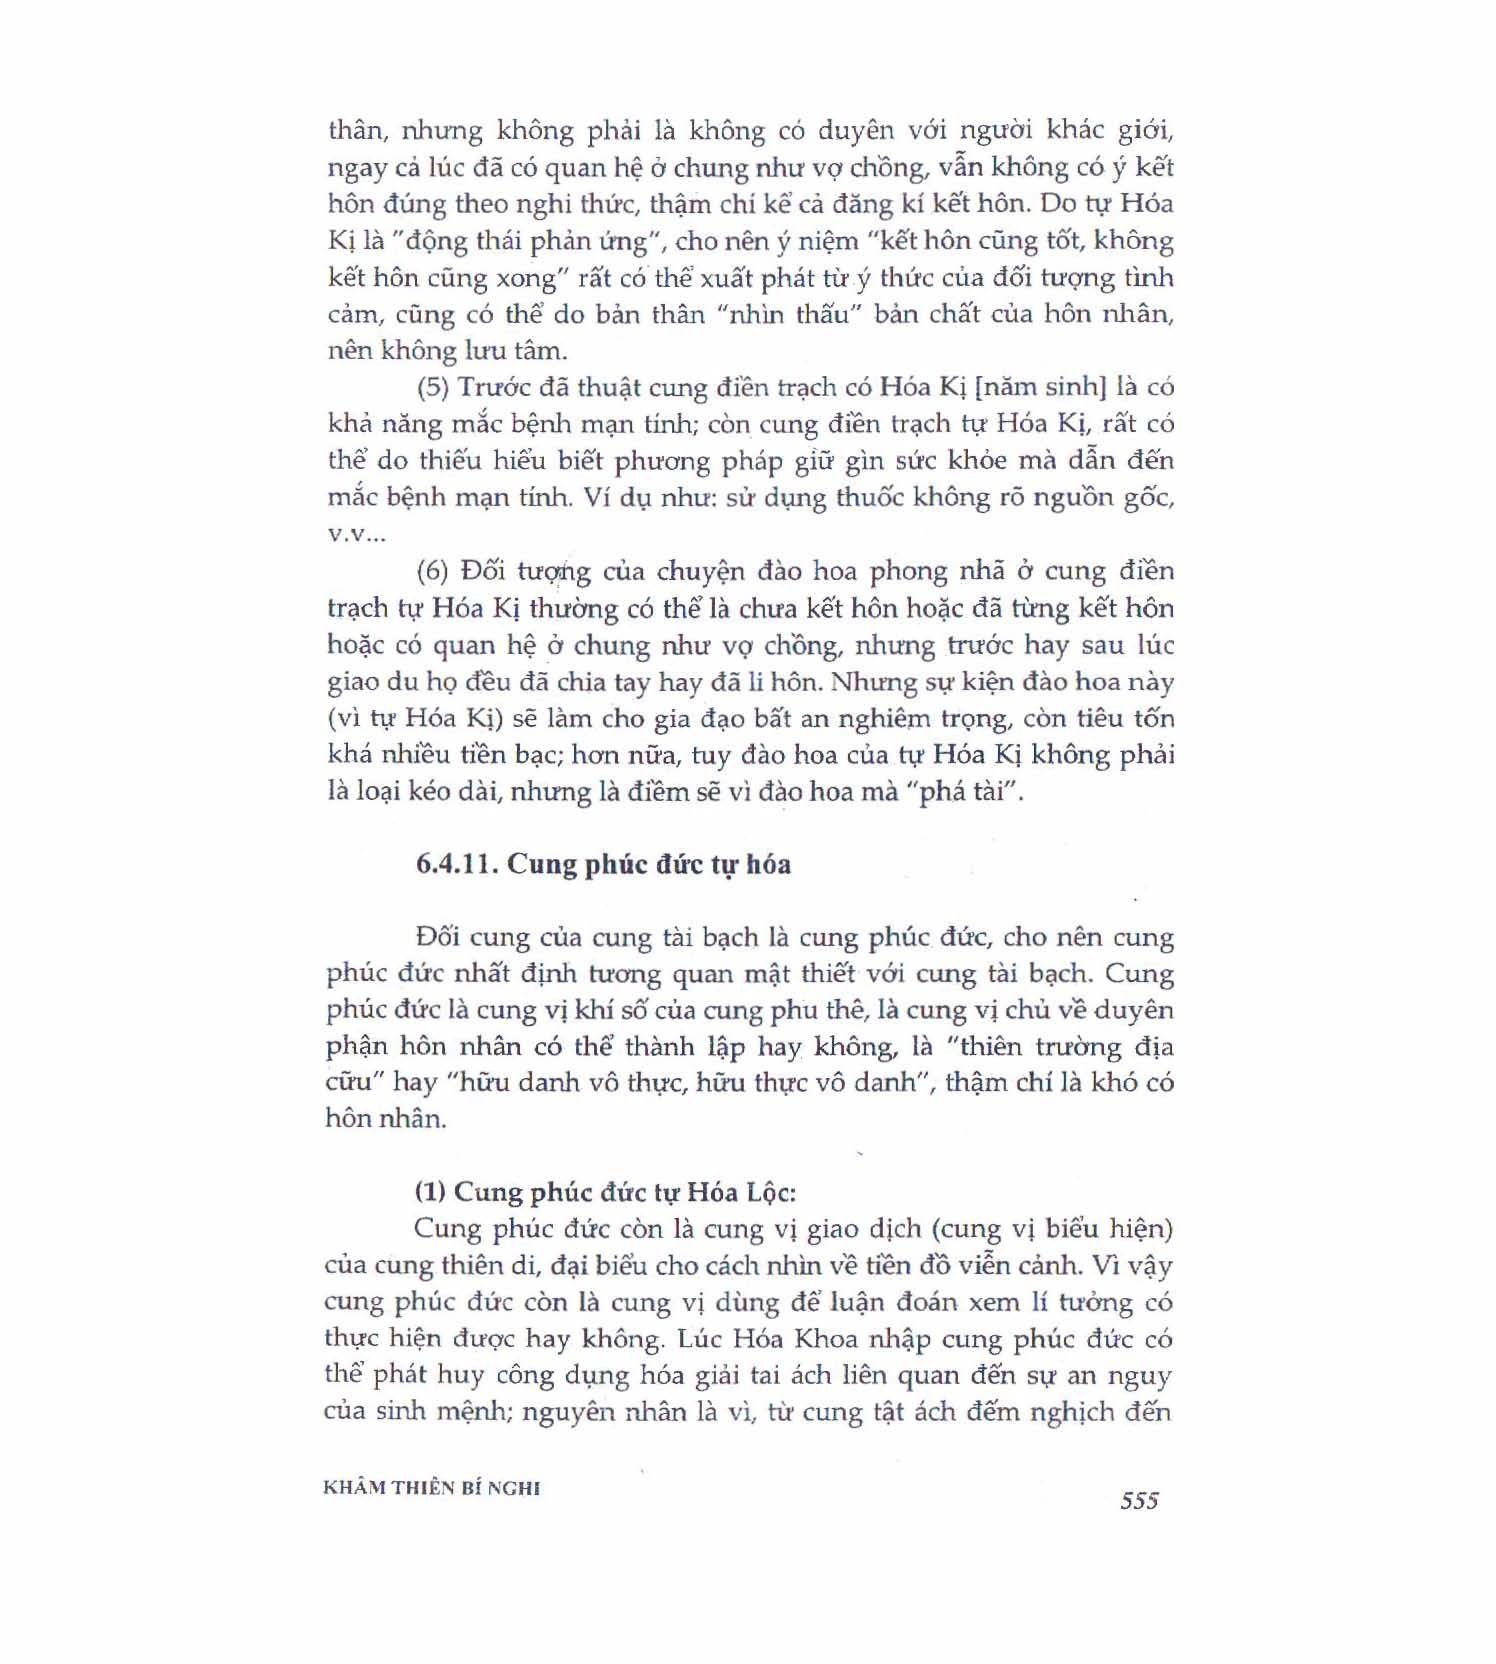 thân, nhưng không phải là không có duyên với người khác giới,
ngay cả lúc đã có quan hệ ở chung như vợ chồng, vẫn không có ý kết
hôn đúng theo nghi thức, thậm chí kể cả đăng kí kết hôn. Do tự Hóa
Kị là "động thái phản ứng", cho nên ý niệm "kết hôn cũng tốt, không
kết hôn cũng xong" rất có thể xuất phát từ ý thức của đối tượng tình
cảm, cũng có thể do bản thân "nhìn thấu" bản chất của hôn nhân,
nên không lưu tâm.
(5) Trước đã thuật cung điền trạch có Hóa Kị [năm sinh] là có
khả năng mắc bệnh mạn tính; còn cung điền trạch tự Hóa Kị, rất có
thể do thiếu hiểu biết phương pháp giữ gìn sức khỏe mà dẫn đến
mắc bệnh mạn tính. Ví dụ như: sử dụng thuốc không rõ nguồn gốc,
v.v...
(6) Đối tượng của chuyện đào hoa phong nhã ở cung điền
trạch tự Hóa Kị thường có thể là chưa kết hôn hoặc đã từng kết hôn
hoặc có quan hệ ở chung như vợ chồng, nhưng trước hay sau lúc
giao du họ đều đã chia tay hay đã li hôn. Nhưng sự kiện đào hoa này
(vì tự Hóa Kị) sẽ làm cho gia đạo bất an nghiêm trọng, còn tiêu tốn
khá nhiều tiền bạc; hơn nữa, tuy đào hoa của tự Hóa Kị không phải
là loại kéo dài, nhưng là điềm sẽ vì đào hoa mà "phá tài".
6.4.11. Cung phúc đức tự hóa
Đối cung của cung tài bạch là cung phúc đức, cho nên cung
phúc đức nhất định tương quan mật thiết với cung tài bạch. Cung
phúc đức là cung vị khí số của cung phu thê, là cung vị chủ về duyên
phận hôn nhân có thể thành lập hay không, là "thiên trường địa
cữu" hay "hữu danh vô thực, hữu thực vô danh", thậm chí là khó có
hôn nhân.
(1) Cung phúc đức tự Hóa Lộc:
Cung phúc đức còn là cung vị giao dịch (cung vị biểu hiện)
của cung thiên di, đại biểu cho cách nhìn về tiền đồ viễn cảnh. Vì vậy
cung phúc đức còn là cung vị dùng để luận đoán xem lí tưởng có
thực hiện được hay không. Lúc Hóa Khoa nhập cung phúc đức có
thể phát huy công dụng hóa giải tai ách liên quan đến sự an nguy
của sinh mệnh; nguyên nhân là vì, từ cung tật ách đếm nghịch đến
KHÂM THIÊN BÍ NGHI
555